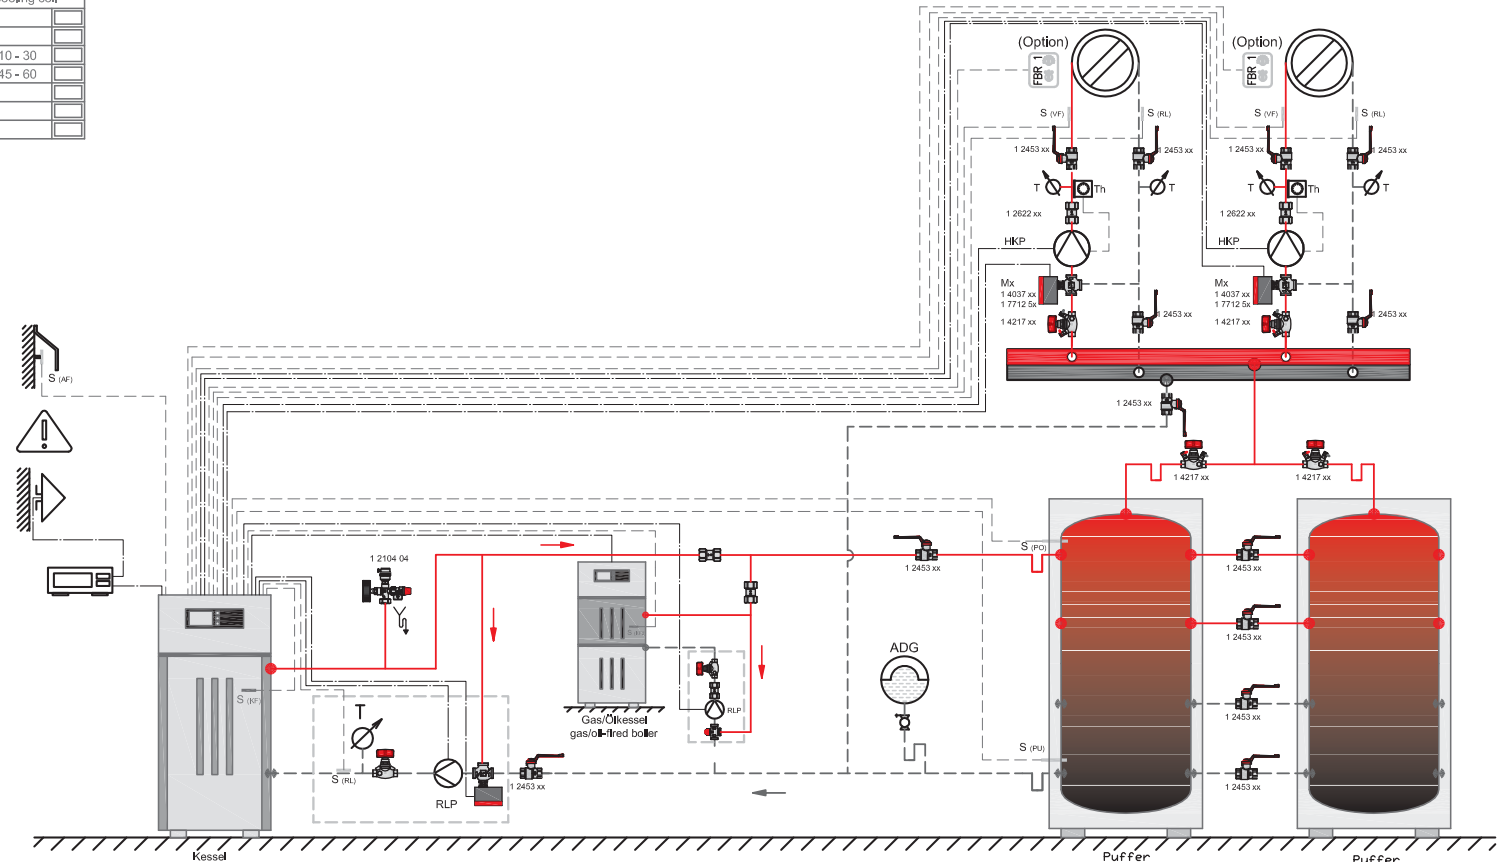 10 - 30
45 - 60
(Option)
(Option)
FBR 1
FBR 1
S (VF)
S (RL)
S (VF)
S (RL)
1 2453 xx
1 2453 xx
1 2453 xx
1 2453 xx
T
Th
T
T
Th
T
1 2622 xx
1 2622 xx
HKP
HKP
Mx
1 4037 xx
1 7712 5x
Mx
1 4037 xx
1 7712 5x
1 4217 xx
1 2453 xx
1 4217 xx
1 2453 xx
S (AF)
1 2453 xx
1 4217 xx
1 4217 xx
1 2104 04
S (PO)
1 2453 xx
1 2453 xx
1 2453 xx
S (KF)
ADG
T
RLP
1 2453 xx
Gas/Ölkessel
gas/oil-fired boiler
S (PU)
S (RL)
1 2453 xx
1 2453 xx
RLP
Kessel
Puffer
Puffer